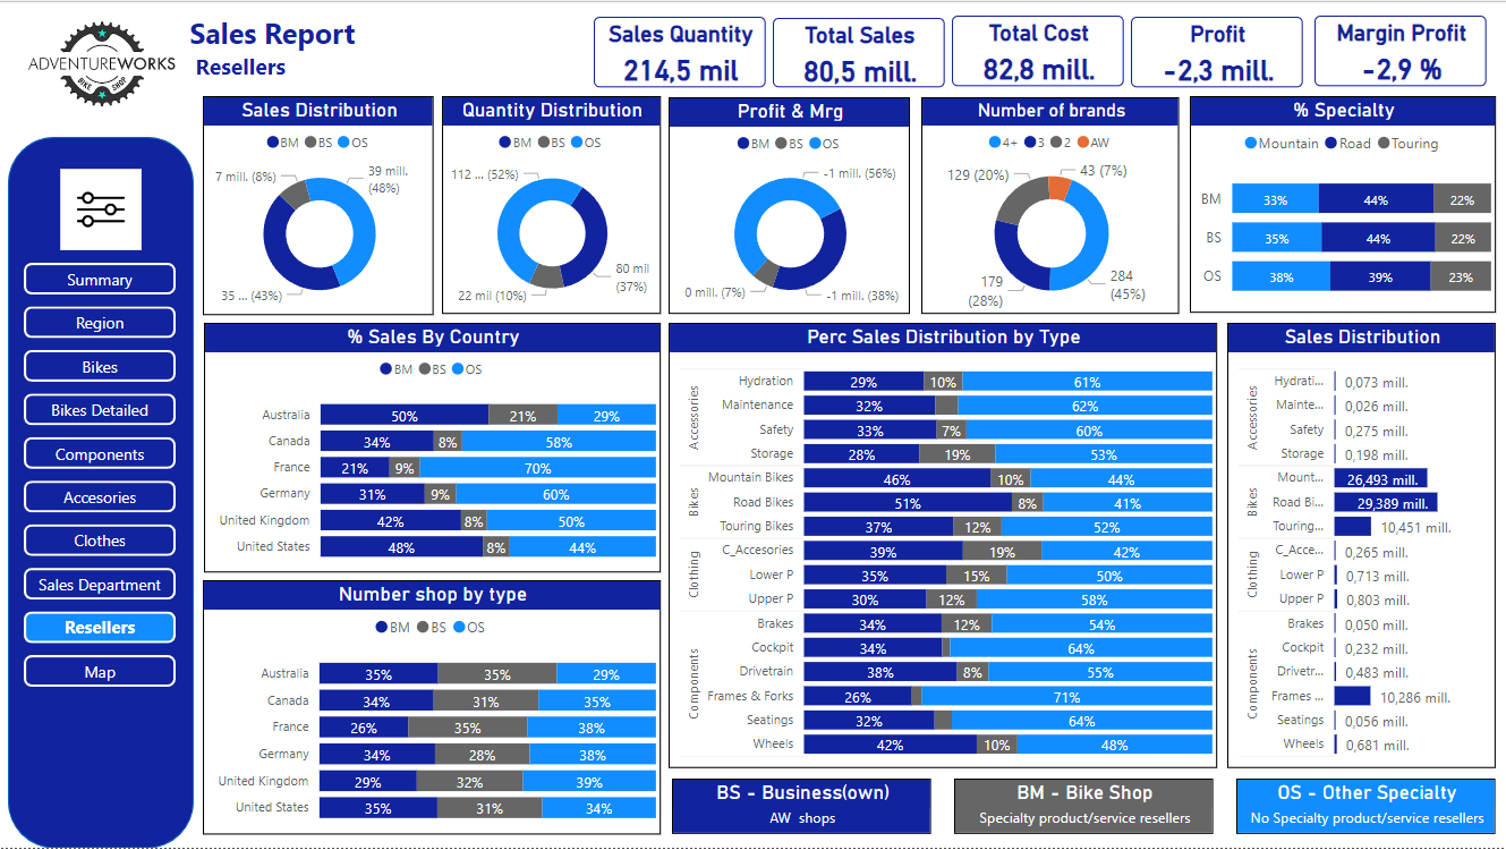 ADVENTUREWORKS
BIKE SHOP
Sales Report
Resellers
Sales Quantity
214,5 mil
Total Sales
80,5 mill.
Total Cost
82,8 mill.
Profit
-2,3 mill.
Margin Profit
-2,9 %
Summary
Region
Bikes
Bikes Detailed
Components
Accesories
Clothes
Sales Department
Resellers
Map
Sales Distribution
BM BS OS
7 mill. (8%)
39 mill.
(48%)
35 ... (43%)
Quantity Distribution
BM BS OS
112 ... (52%)
80 mil
(37%)
22 mil (10%)
Profit & Mrg
BM BS OS
-1 mill. (56%)
0 mill. (7%)
-1 mill. (38%)
Number of brands
4+ 3 2 AW
129 (20%)
43 (7%)
179
(28%)
284
(45%)
% Specialty
Mountain Road Touring
BM 33% 44% 22%
BS 35% 44% 22%
OS 38% 39% 23%
% Sales By Country
BM BS OS
Australia 50% 21% 29%
Canada 34% 8% 58%
France 21% 9% 70%
Germany 31% 9% 60%
United Kingdom 42% 8% 50%
United States 48% 8% 44%
Number shop by type
BM BS OS
Australia 35% 35% 29%
Canada 34% 31% 35%
France 26% 35% 38%
Germany 34% 28% 38%
United Kingdom 29% 32% 39%
United States 35% 31% 34%
Perc Sales Distribution by Type
Accessories
Hydration 29% 10% 61%
Maintenance 32% 62%
Safety 33% 7% 60%
Storage 28% 19% 53%
Bikes
Mountain Bikes 46% 10% 44%
Road Bikes 51% 8% 41%
Touring Bikes 37% 12% 52%
Clothing
C_Accesories 39% 19% 42%
Lower P 35% 15% 50%
Upper P 30% 12% 58%
Components
Brakes 34% 12% 54%
Cockpit 34% 64%
Drivetrain 38% 8% 55%
Frames & Forks 26% 71%
Seatings 32% 64%
Wheels 42% 10% 48%
Sales Distribution
Accessories
Hydrati... 0,073 mill.
Mainte... 0,026 mill.
Safety 0,275 mill.
Storage 0,198 mill.
Bikes
Mount... 26,493 mill.
Road Bi... 29,389 mill.
Touring... 10,451 mill.
Clothing
C_Acce... 0,265 mill.
Lower P 0,713 mill.
Upper P 0,803 mill.
Components
Brakes 0,050 mill.
Cockpit 0,232 mill.
Drivetr... 0,483 mill.
Frames ... 10,286 mill.
Seatings 0,056 mill.
Wheels 0,681 mill.
BS - Business(own)
AW shops
BM - Bike Shop
Specialty product/service resellers
OS - Other Specialty
No Specialty product/service resellers